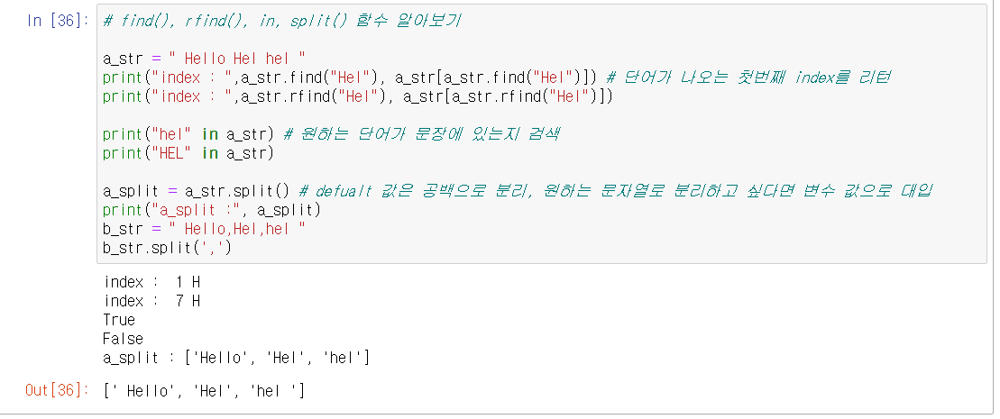 In [36]: # find(), rfind(), in, split() 함수 알아보기
a_str = " Hello Hel hel "
print("index : ",a_str.find("Hel"), a_str[a_str.find("Hel")]) # 단어가 나오는 첫번째 index를 리턴
print("index : ",a_str.rfind("Hel"), a_str[a_str.rfind("Hel")])
print("hel" in a_str) # 원하는 단어가 문장에 있는지 검색
print("HEL" in a_str)
a_split = a_str.split() # defualt 값은 공백으로 분리, 원하는 문자열로 분리하고 싶다면 변수 값으로 대입
print("a_split :", a_split)
b_str = " Hello,Hel,hel "
b_str.split(',')
index :  1 H
index :  7 H
True
False
a_split : ['Hello', 'Hel', 'hel']
Out[36]: [' Hello', 'Hel', 'hel ']